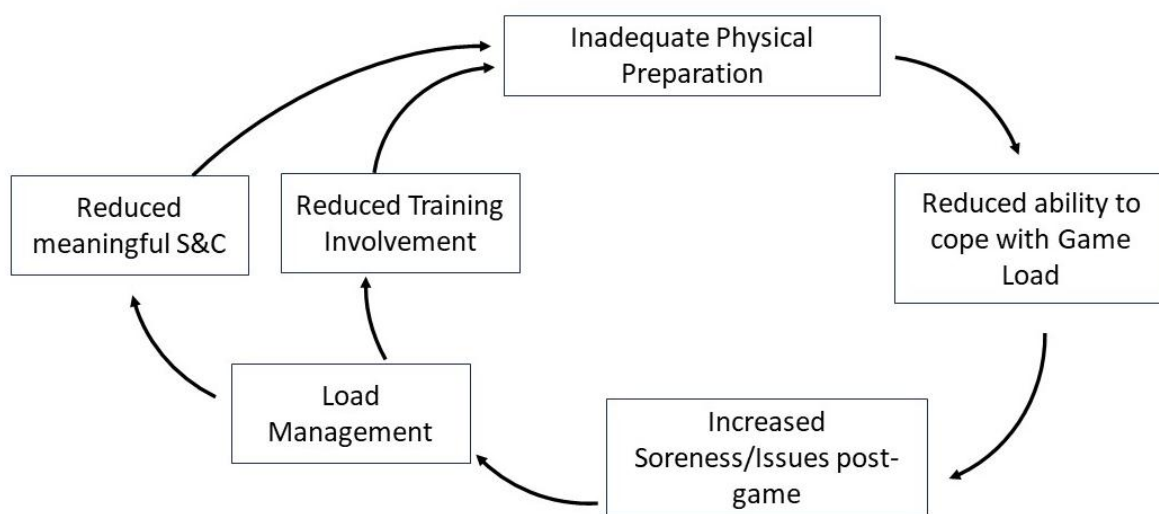 Inadequate Physical
Preparation
Reduced
meaningful S&C
Reduced Training
Involvement
Reduced ability to
cope with Game
Load
Load
Management
Increased
Soreness/Issues post-
game